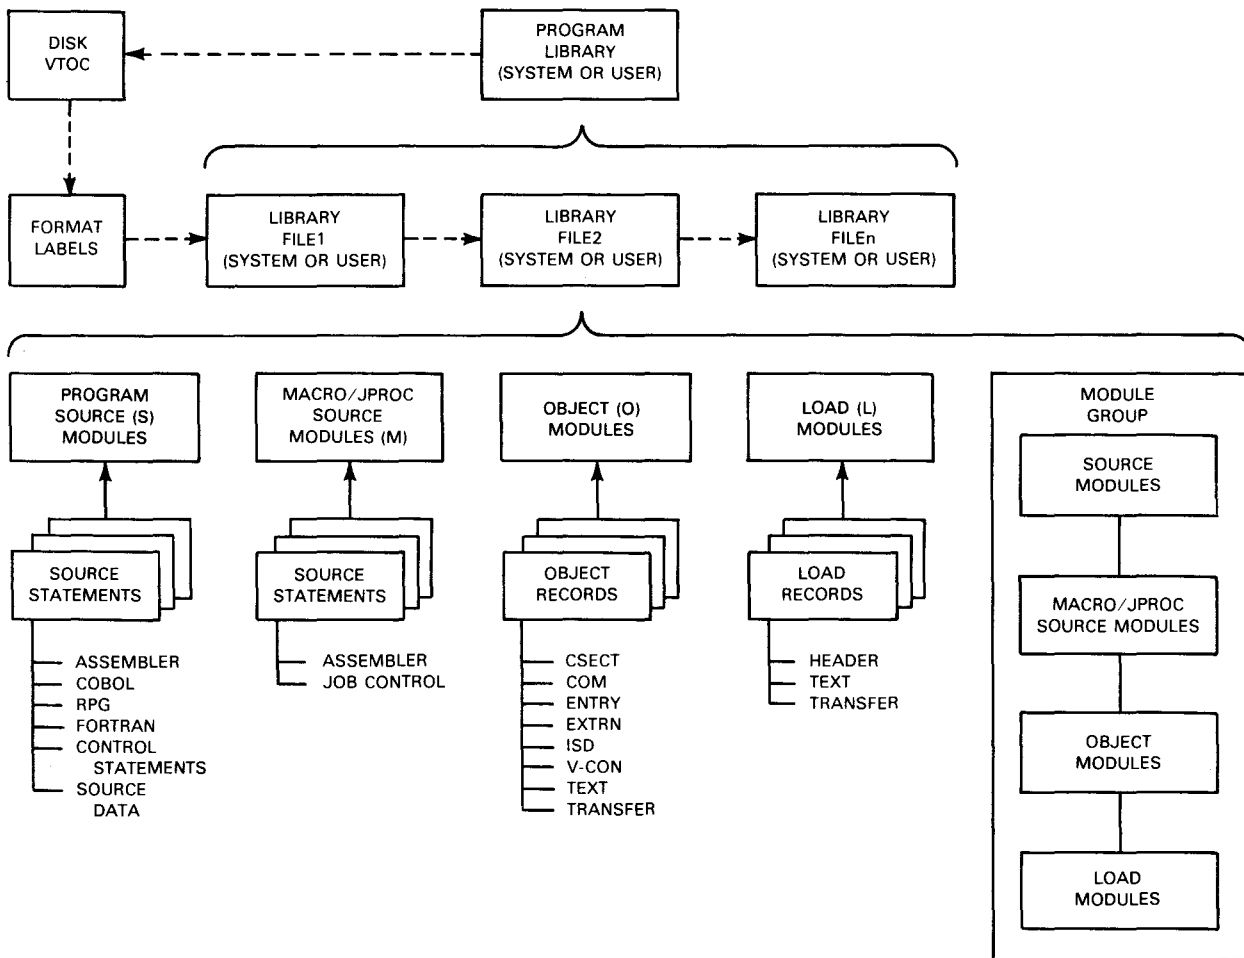 DISK
VTOC
PROGRAM
LIBRARY
(SYSTEM OR USER)
FORMAT
LABELS
LIBRARY
FILE1
(SYSTEM OR USER)
LIBRARY
FILE2
(SYSTEM OR USER)
LIBRARY
FILEn
(SYSTEM OR USER)
PROGRAM
SOURCE (S)
MODULES
MACRO/JPROC
SOURCE
MODULES (M)
OBJECT (O)
MODULES
LOAD (L)
MODULES
MODULE
GROUP
SOURCE
STATEMENTS
ASSEMBLER
COBOL
RPG
FORTRAN
CONTROL
STATEMENTS
SOURCE
DATA
SOURCE
STATEMENTS
ASSEMBLER
JOB CONTROL
OBJECT
RECORDS
CSECT
COM
ENTRY
EXTRN
ISD
V-CON
TEXT
TRANSFER
LOAD
RECORDS
HEADER
TEXT
TRANSFER
SOURCE
MODULES
MACRO/JPROC
SOURCE MODULES
OBJECT
MODULES
LOAD
MODULES